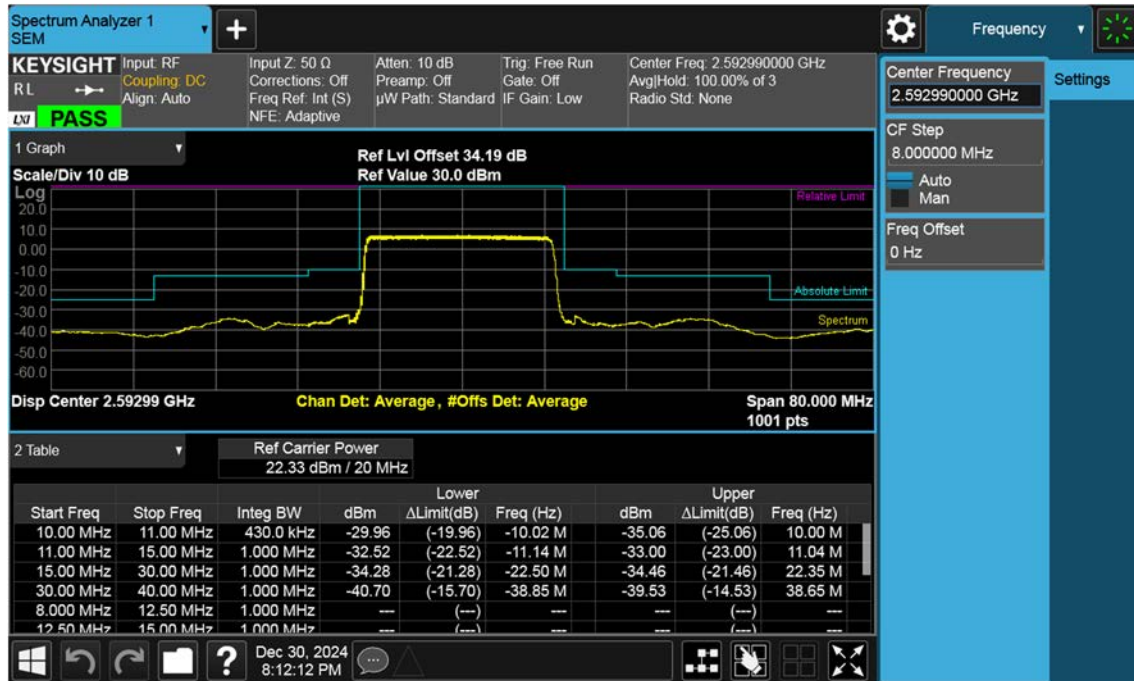 Spectrum Analyzer 1
SEM
+
Frequency
KEYSIGHT
RL
LXI
PASS
Input: RF
Coupling: DC
Align: Auto
Input Z: 50 Ω
Corrections: Off
Freq Ref: Int (S)
NFE: Adaptive
Atten: 10 dB
Preamp: Off
µW Path: Standard
Trig: Free Run
Gate: Off
IF Gain: Low
Center Freq: 2.592990000 GHz
Avg|Hold: 100.00% of 3
Radio Std: None
Center Frequency
2.592990000 GHz
Settings
CF Step
8.000000 MHz
Auto
Man
Freq Offset
0 Hz
1 Graph
Scale/Div 10 dB
Ref Lvl Offset 34.19 dB
Ref Value 30.0 dBm
Log
20.0
10.0
0.00
-10.0
-20.0
-30.0
-40.0
-50.0
-60.0
Relative Limit
Absolute Limit
Spectrum
Disp Center 2.59299 GHz
Chan Det: Average, #Offs Det: Average
Span 80.000 MHz
1001 pts
2 Table
Ref Carrier Power
22.33 dBm / 20 MHz
Lower Upper
Start Freq Stop Freq Integ BW dBm ΔLimit(dB) Freq (Hz) dBm ΔLimit(dB) Freq (Hz)
10.00 MHz 11.00 MHz 430.0 kHz -29.96 (-19.96) -10.02 M -35.06 (-25.06) 10.00 M
11.00 MHz 15.00 MHz 1.000 MHz -32.52 (-22.52) -11.14 M -33.00 (-23.00) 11.04 M
15.00 MHz 30.00 MHz 1.000 MHz -34.28 (-21.28) -22.50 M -34.46 (-21.46) 22.35 M
30.00 MHz 40.00 MHz 1.000 MHz -40.70 (-15.70) -38.85 M -39.53 (-14.53) 38.65 M
8.000 MHz 12.50 MHz 1.000 MHz --- (---) --- --- (---) ---
12.50 MHz 15.00 MHz 1.000 MHz --- (---) --- --- (---) ---
?
Dec 30, 2024
8:12:12 PM